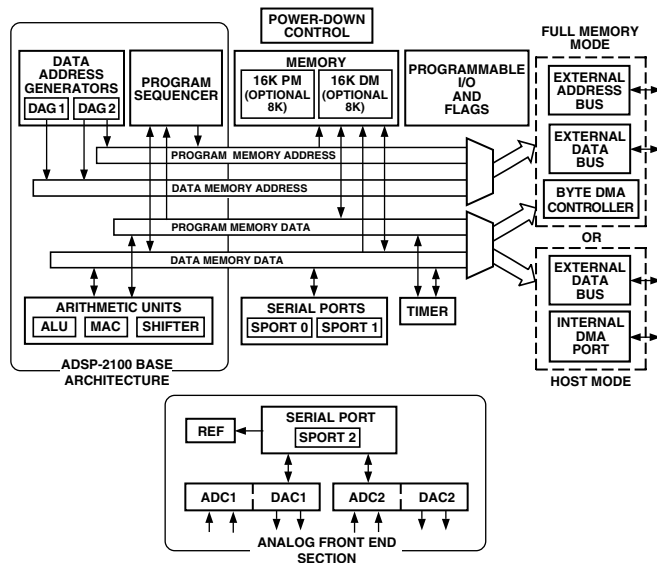 POWER-DOWN
CONTROL
FULL MEMORY
MODE
DATA
ADDRESS
GENERATORS
DAG 1
DAG 2
PROGRAM
SEQUENCER
MEMORY
16K PM
(OPTIONAL
8K)
16K DM
(OPTIONAL
8K)
PROGRAMMABLE
I/O
AND
FLAGS
EXTERNAL
ADDRESS
BUS
EXTERNAL
DATA
BUS
BYTE DMA
CONTROLLER
OR
EXTERNAL
DATA
BUS
INTERNAL
DMA
PORT
HOST MODE
PROGRAM MEMORY ADDRESS
DATA MEMORY ADDRESS
PROGRAM MEMORY DATA
DATA MEMORY DATA
ARITHMETIC UNITS
ALU
MAC
SHIFTER
SERIAL PORTS
SPORT 0
SPORT 1
TIMER
ADSP-2100 BASE
ARCHITECTURE
SERIAL PORT
SPORT 2
REF
ADC1
DAC1
ADC2
DAC2
ANALOG FRONT END
SECTION